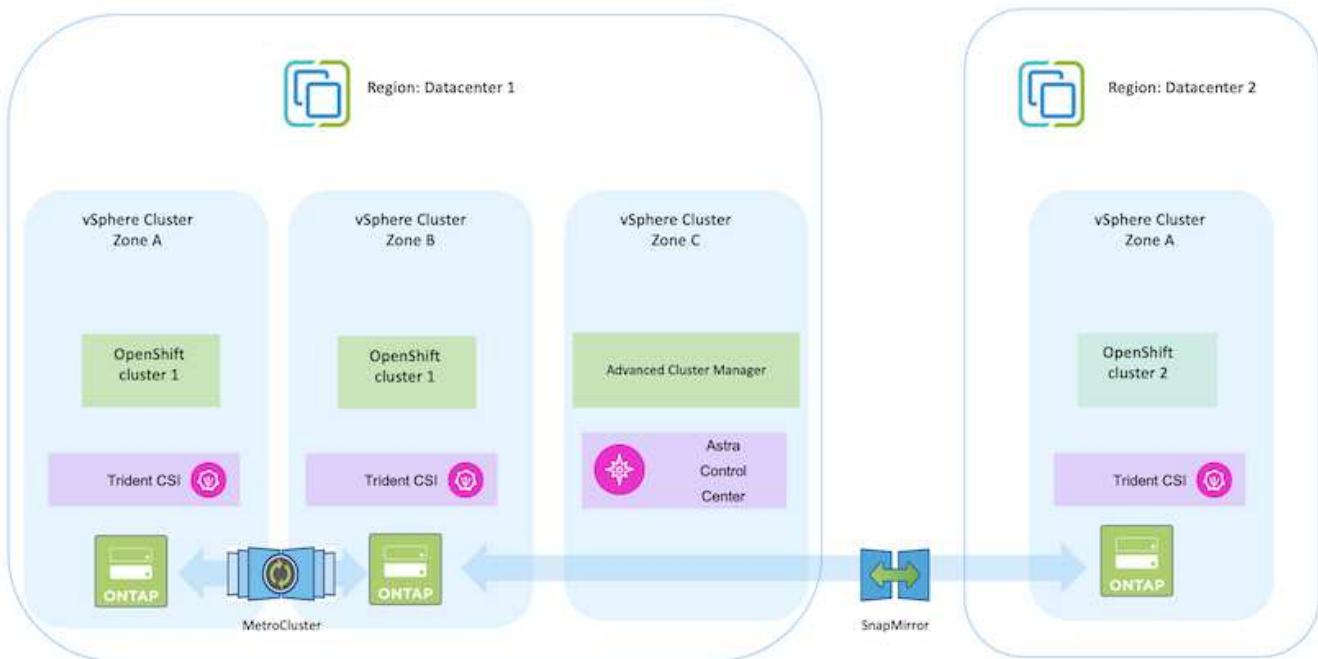 Region: Datacenter 1
Region: Datacenter 2
vSphere Cluster
Zone A
vSphere Cluster
Zone B
vSphere Cluster
Zone C
vSphere Cluster
Zone A
OpenShift
cluster 1
OpenShift
cluster 1
Advanced Cluster Manager
OpenShift
cluster 2
Trident CSI
Trident CSI
Astra
Control
Center
Trident CSI
ONTAP
ONTAP
ONTAP
MetroCluster
SnapMirror